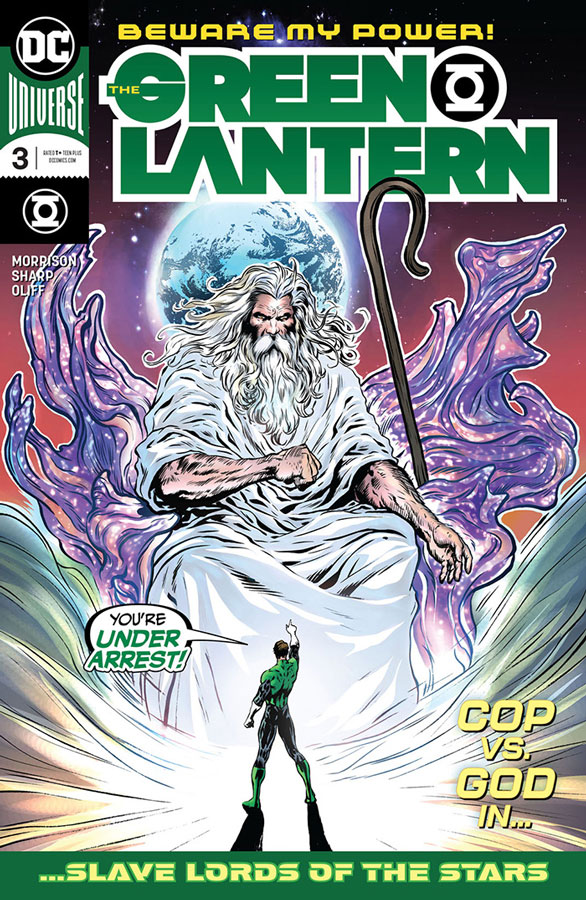 BEWARE MY POWER!
DC
UNIVERSE
THE
GREEN
LANTERN
™
3
RATED T+ TEEN PLUS
DCCOMICS.COM
MORRISON
SHARP
OLIFF
YOU'RE
UNDER
ARREST!
COP
VS.
GOD
IN...
...SLAVE LORDS OF THE STARS